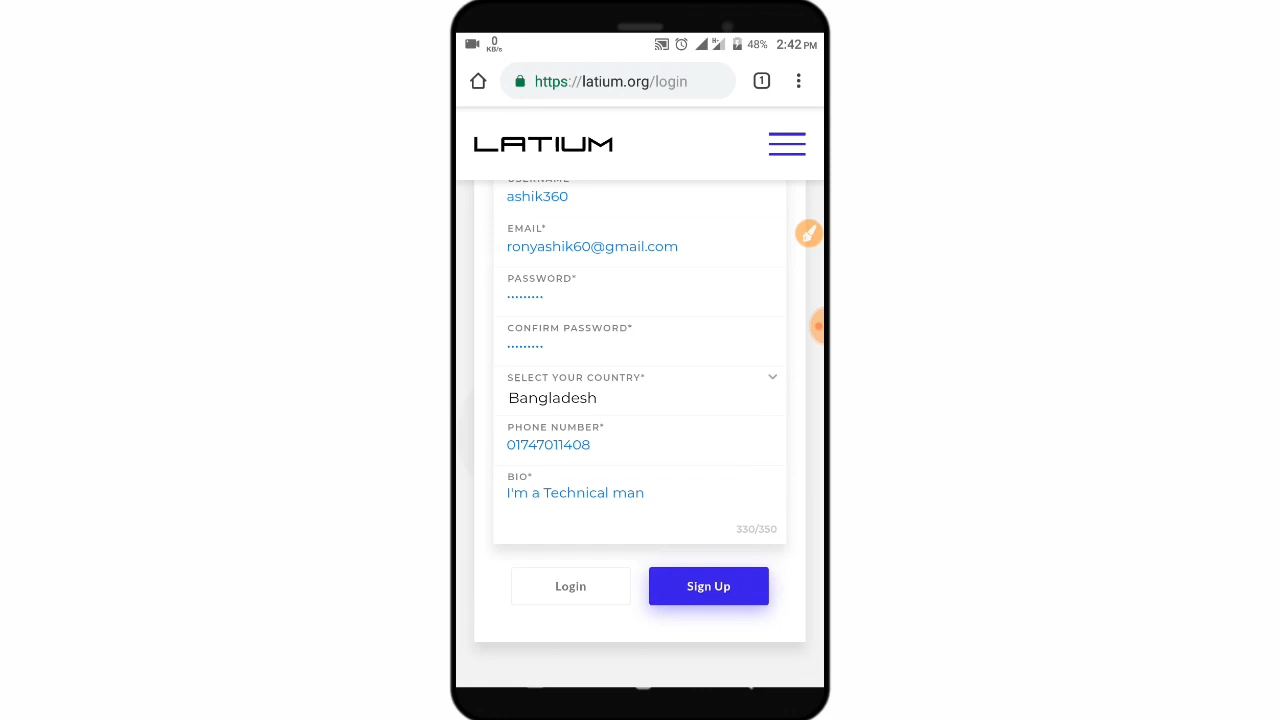 0
KB/s
48% 2:42 PM
https://latium.org/login
1
LATIUM
USERNAME
ashik360
EMAIL*
ronyashik60@gmail.com
PASSWORD*
•••••••••
CONFIRM PASSWORD*
•••••••••
SELECT YOUR COUNTRY*
Bangladesh
PHONE NUMBER*
01747011408
BIO*
I'm a Technical man
330/350
Login
Sign Up